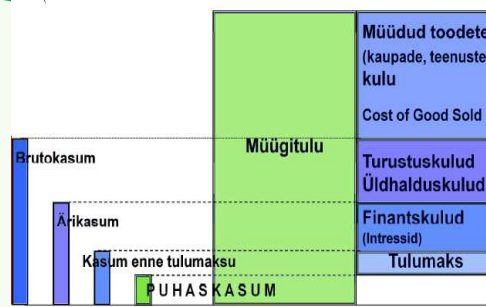 Müüdud toodete
(kaupade, teenuste
kulu
Cost of Good Sold
Müügitulu
Brutokasum
Turustuskulud
Üldhalduskulud
Ärikasum
Finantskulud
(Intressid)
Kasum enne tulumaksu
Tulumaks
PUHASKASUM